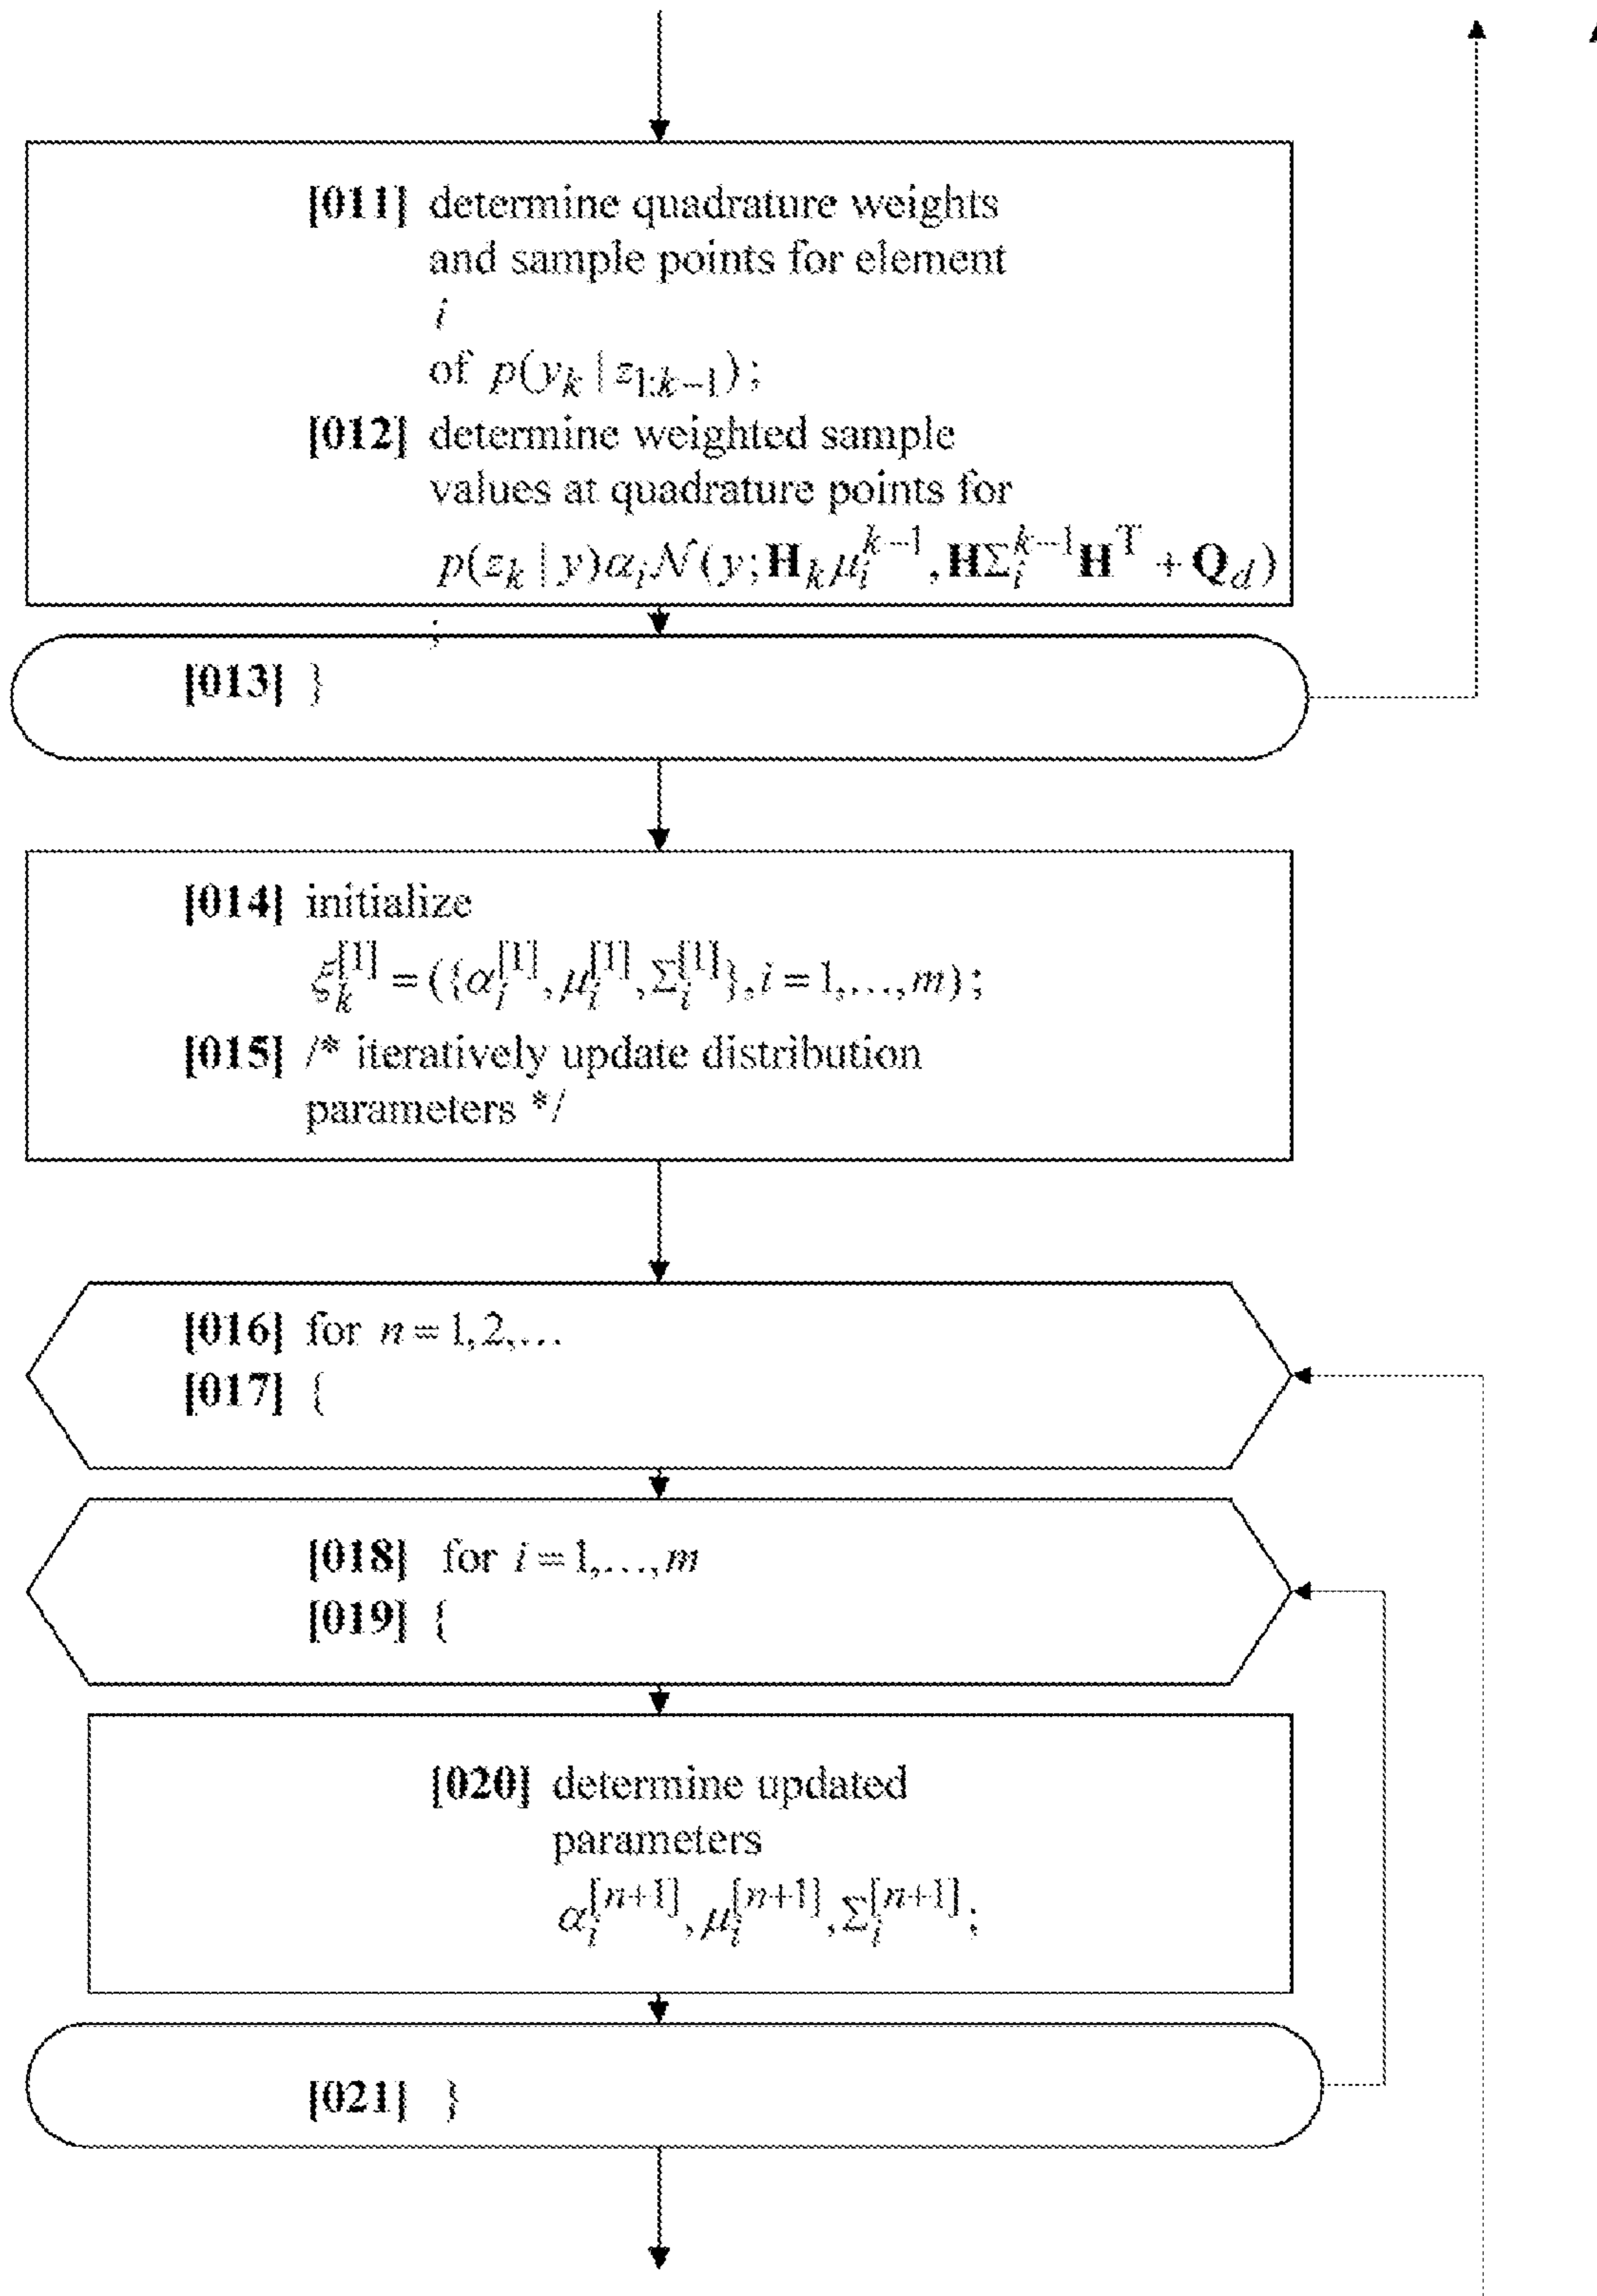 [011] determine quadrature weights
and sample points for element
i
of p(y_k | z_{1:k−1});
[012] determine weighted sample
values at quadrature points for
p(z_k | y)α_i 𝒩(y; H_k μ_i^{k−1}, HΣ_i^{k−1}H^T + Q_d)
;
[013] }
[014] initialize
ξ_k^{[1]} = ({α_i^{[1]}, μ_i^{[1]}, Σ_i^{[1]}}, i = 1,…,m);
[015] /* iteratively update distribution
parameters */
[016] for n = 1,2,…
[017] {
[018] for i = 1,…,m
[019] {
[020] determine updated
parameters
α_i^{[n+1]}, μ_i^{[n+1]}, Σ_i^{[n+1]};
[021] }